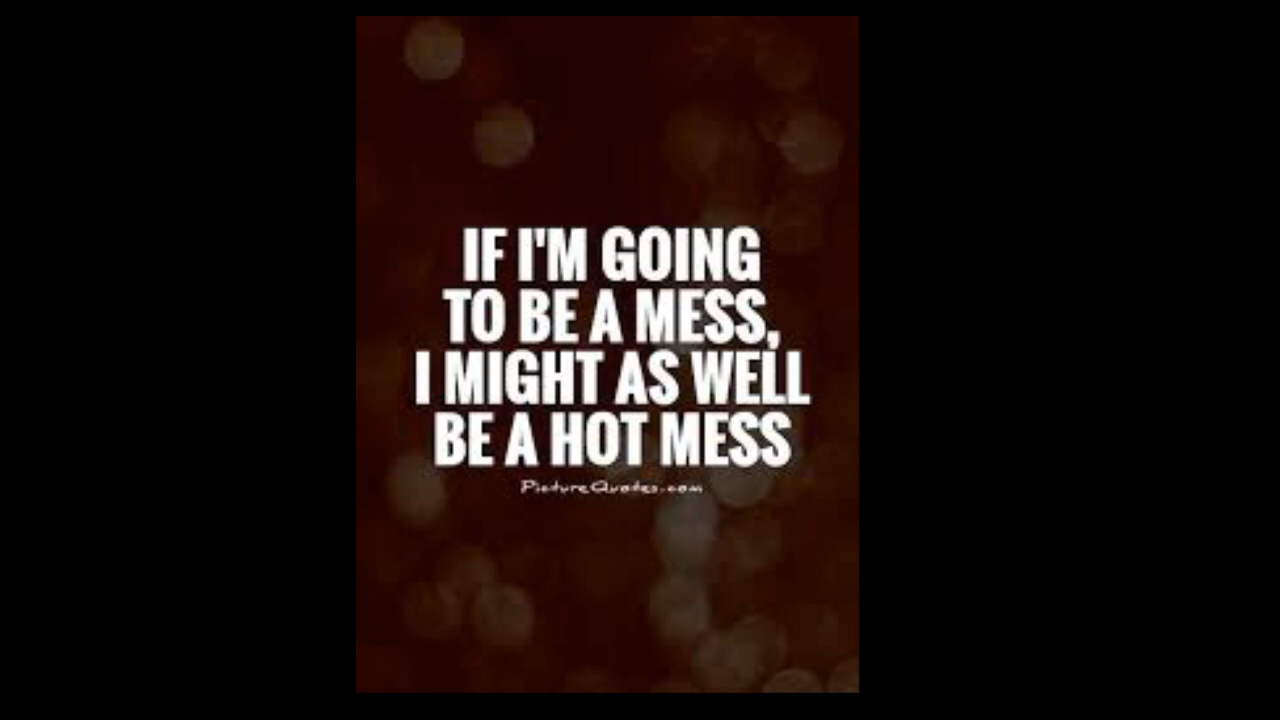 IF I'M GOING
TO BE A MESS,
I MIGHT AS WELL
BE A HOT MESS
PictureQuotes.com